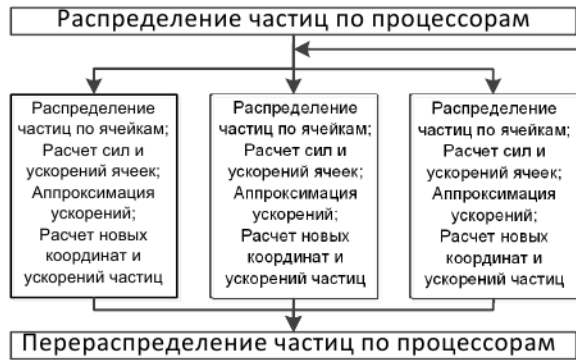 Распределение частиц по процессорам
Распределение
частиц по ячейкам;
Расчет сил и
ускорений ячеек;
Аппроксимация
ускорений;
Расчет новых
координат и
ускорений частиц
Распределение
частиц по ячейкам;
Расчет сил и
ускорений ячеек;
Аппроксимация
ускорений;
Расчет новых
координат и
ускорений частиц
Распределение
частиц по ячейкам;
Расчет сил и
ускорений ячеек;
Аппроксимация
ускорений;
Расчет новых
координат и
ускорений частиц
Перераспределение частиц по процессорам